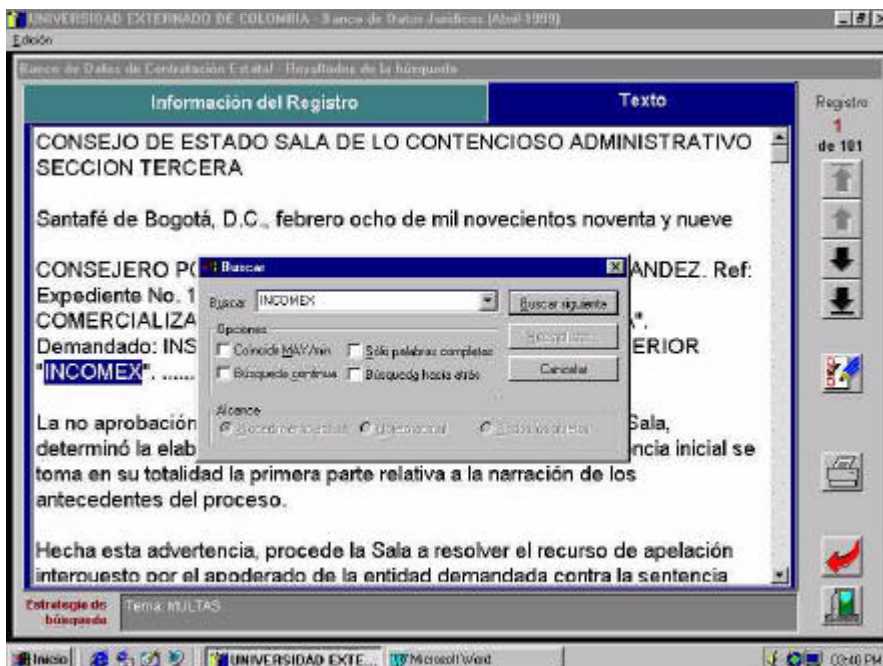 UNIVERSIDAD EXTERNADO DE COLOMBIA - Banco de Datos Jurídicos (Abril-1999)
Edición
Banco de Datos de Contratación Estatal - Resultados de la búsqueda
Información del Registro
Texto
Registro
1
de 101
CONSEJO DE ESTADO SALA DE LO CONTENCIOSO ADMINISTRATIVO
SECCION TERCERA
Santafé de Bogotá, D.C., febrero ocho de mil novecientos noventa y nueve
CONSEJERO PO
ANDEZ. Ref:
Expediente No. 1
COMERCIALIZA
A".
Demandado: INS
ERIOR
"INCOMEX". ......
La no aprobación
Sala,
determinó la elab
ncia inicial se
toma en su totalidad la primera parte relativa a la narración de los
antecedentes del proceso.
Hecha esta advertencia, procede la Sala a resolver el recurso de apelación
interpuesto por el apoderado de la entidad demandada contra la sentencia
Buscar
Buscar INCOMEX
Buscar siguiente
Opciones
Coincidir MAY/min
Sólo palabras completas
Búsqueda continua
Búsqueda hacia atrás
Cancelar
Alcance
Estrategia de búsqueda
Tema: MULTAS
Inicio
UNIVERSIDAD EXTE...
Microsoft Word
03:40 PM